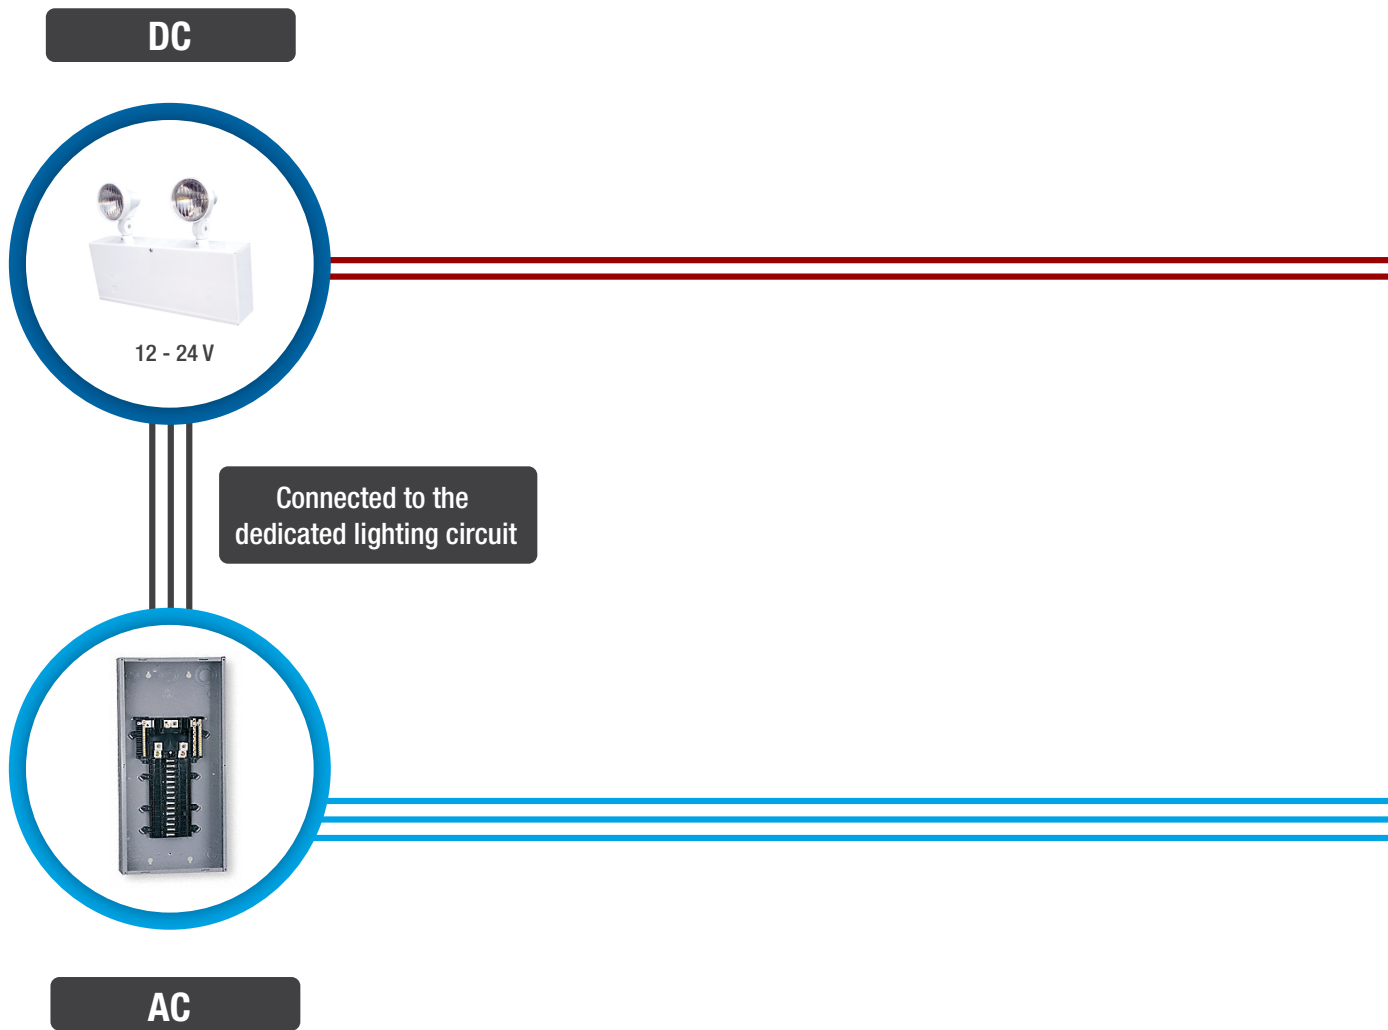 DC
12 - 24 V
Connected to the
dedicated lighting circuit
AC